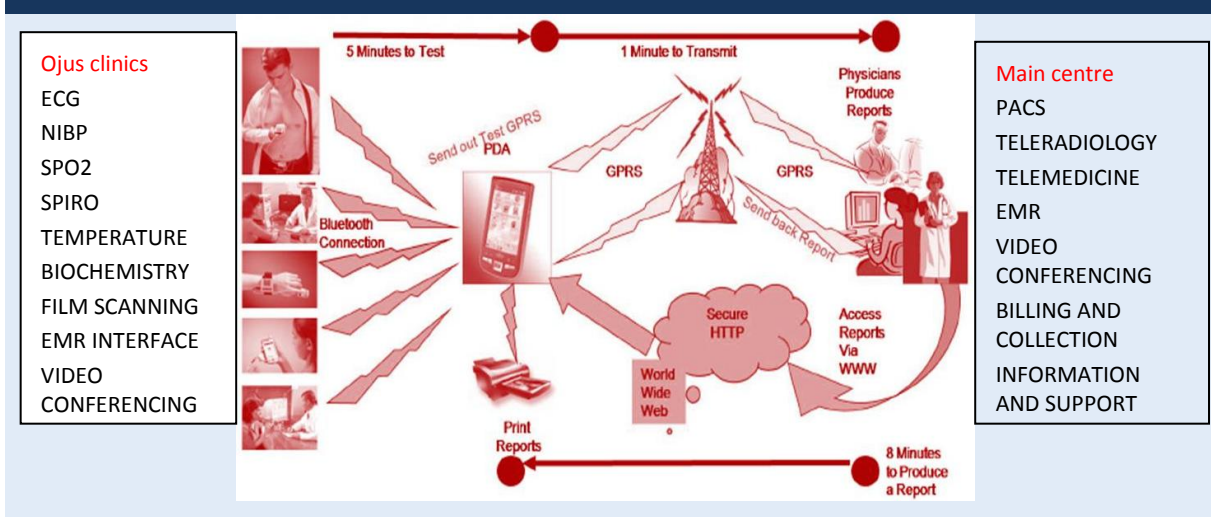 Ojus clinics
ECG
NIBP
SPO2
SPIRO
TEMPERATURE
BIOCHEMISTRY
FILM SCANNING
EMR INTERFACE
VIDEO
CONFERENCING
5 Minutes to Test
1 Minute to Transmit
Physicians
Produce
Reports
Send out Test GPRS
PDA
GPRS
GPRS
Bluetooth
Connection
Send back Report
Secure
HTTP
Access
Reports
Via
WWW
World
Wide
Web
Print
Reports
8 Minutes
to Produce
a Report
Main centre
PACS
TELERADIOLOGY
TELEMEDICINE
EMR
VIDEO
CONFERENCING
BILLING AND
COLLECTION
INFORMATION
AND SUPPORT